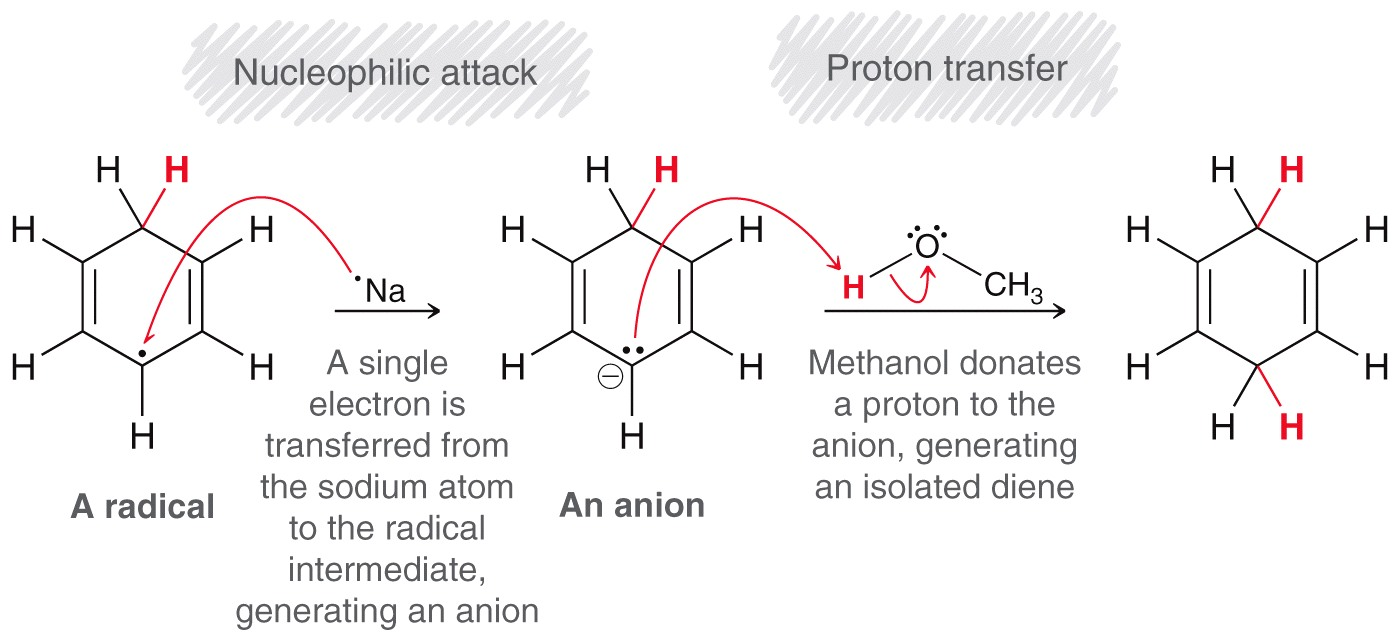 Nucleophilic attack
Proton transfer
H H
H H
H H
H
A radical
•Na
A single
electron is
transferred from
the sodium atom
to the radical
intermediate,
generating an anion
H H
H H
H H
⊖
H
An anion
H O CH3
Methanol donates
a proton to the
anion, generating
an isolated diene
H H
H H
H H
H H